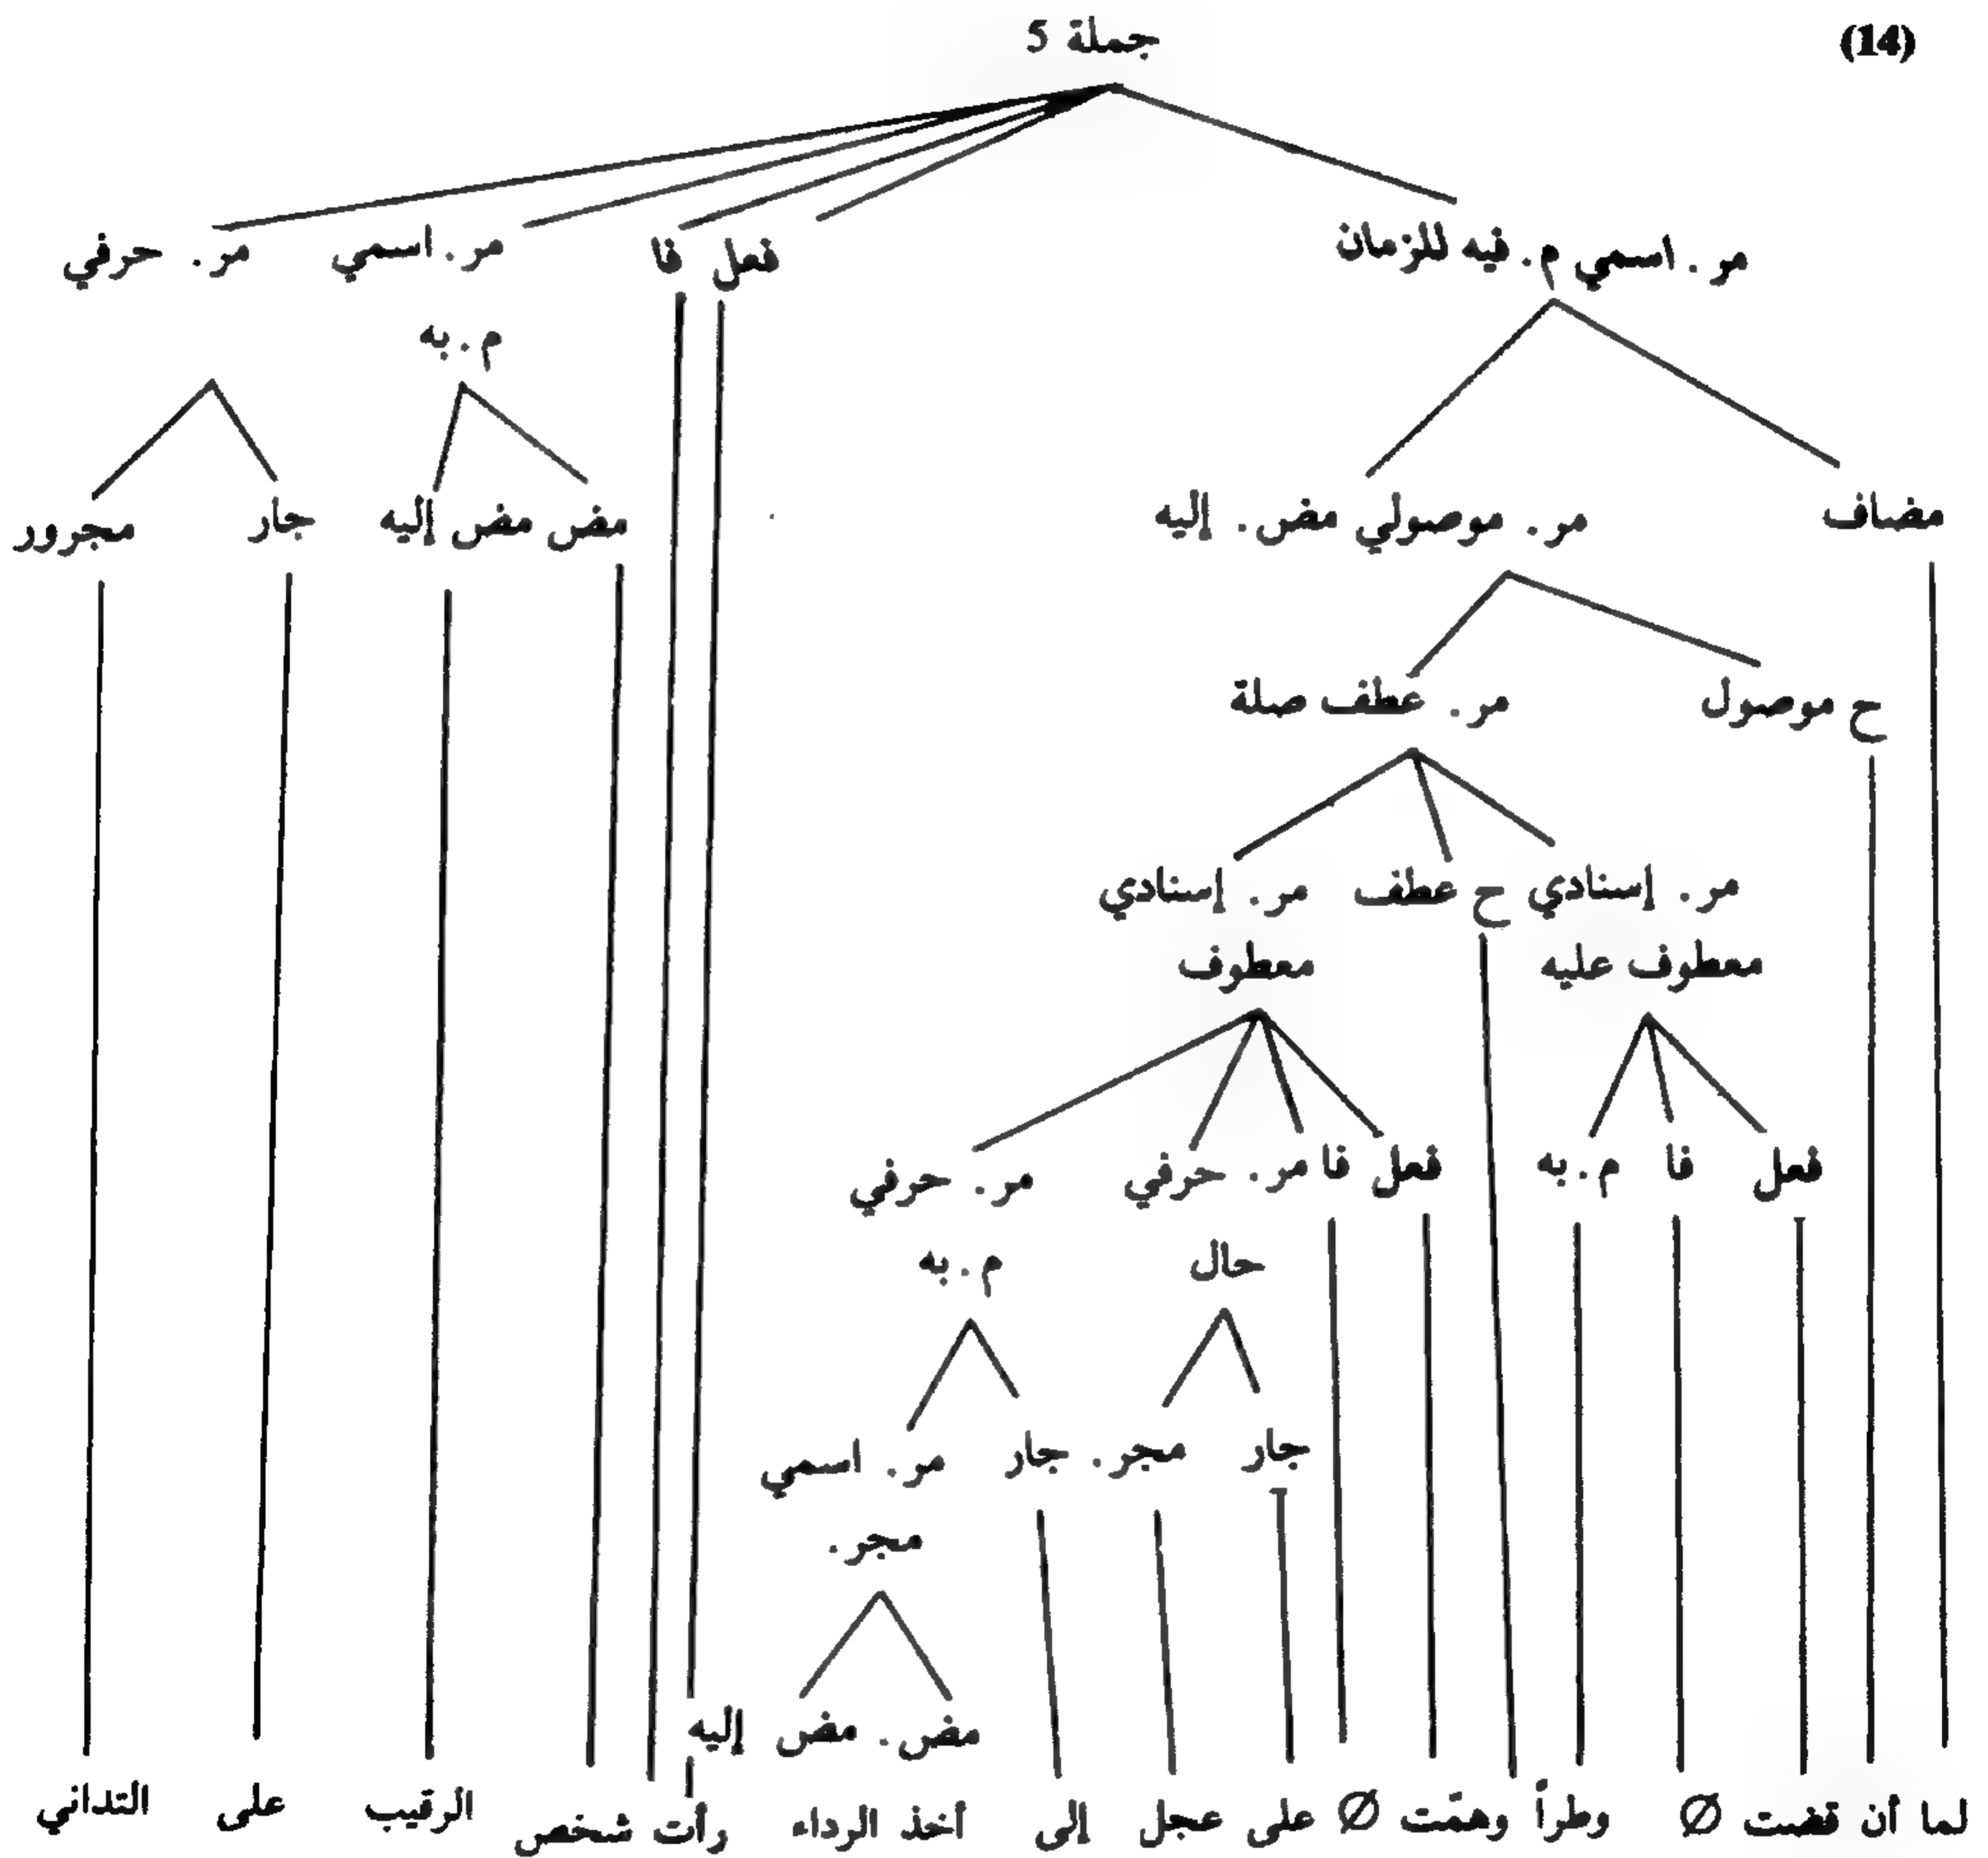 (14) جملة 5
مر. اسمي م. فيه للزمان فعل فا مر. اسمي مر. حرفي
م. به
مضاف مر. موصولي مض. إليه مض مض إليه جار مجرور
ح موصول مر. عطف صلة
مر. إسنادي ح عطف مر. إسنادي
معطوف عليه معطوف
فعل فا م. به فعل فا مر. حرفي مر. حرفي
حال م. به
جار مجر. جار مر. اسمي
مجر.
مض. مض إليه
لما أن قضت Ø وطرأ وهمّت Ø على عجل إلى أخذ الرداء رأت شخص الرقيب على التداني